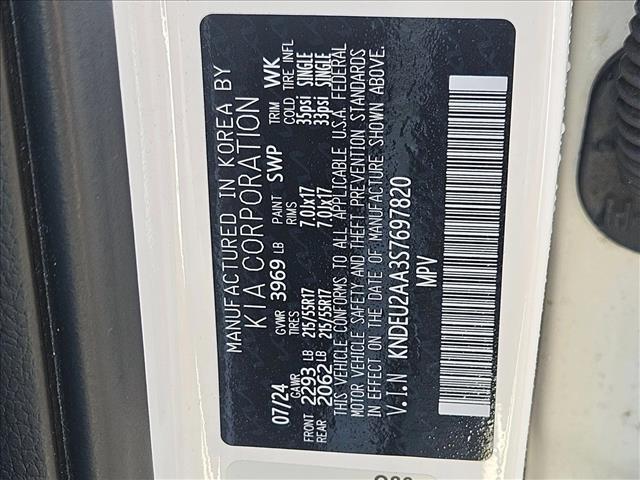 MANUFACTURED IN KOREA BY
KIA CORPORATION
07/24 GVWR 3969 LB PAINT SWP TRIM WK
GAWR TIRES RIMS COLD TIRE INFL
FRONT 2293 LB 215/55R17 7.0Jx17 35psi SINGLE
REAR 2062 LB 215/55R17 7.0Jx17 33psi SINGLE
THIS VEHICLE CONFORMS TO ALL APPLICABLE U.S.A. FEDERAL
MOTOR VEHICLE SAFETY AND THEFT PREVENTION STANDARDS
IN EFFECT ON THE DATE OF MANUFACTURE SHOWN ABOVE.
V.I.N KNDEU2AA3S7697820
MPV